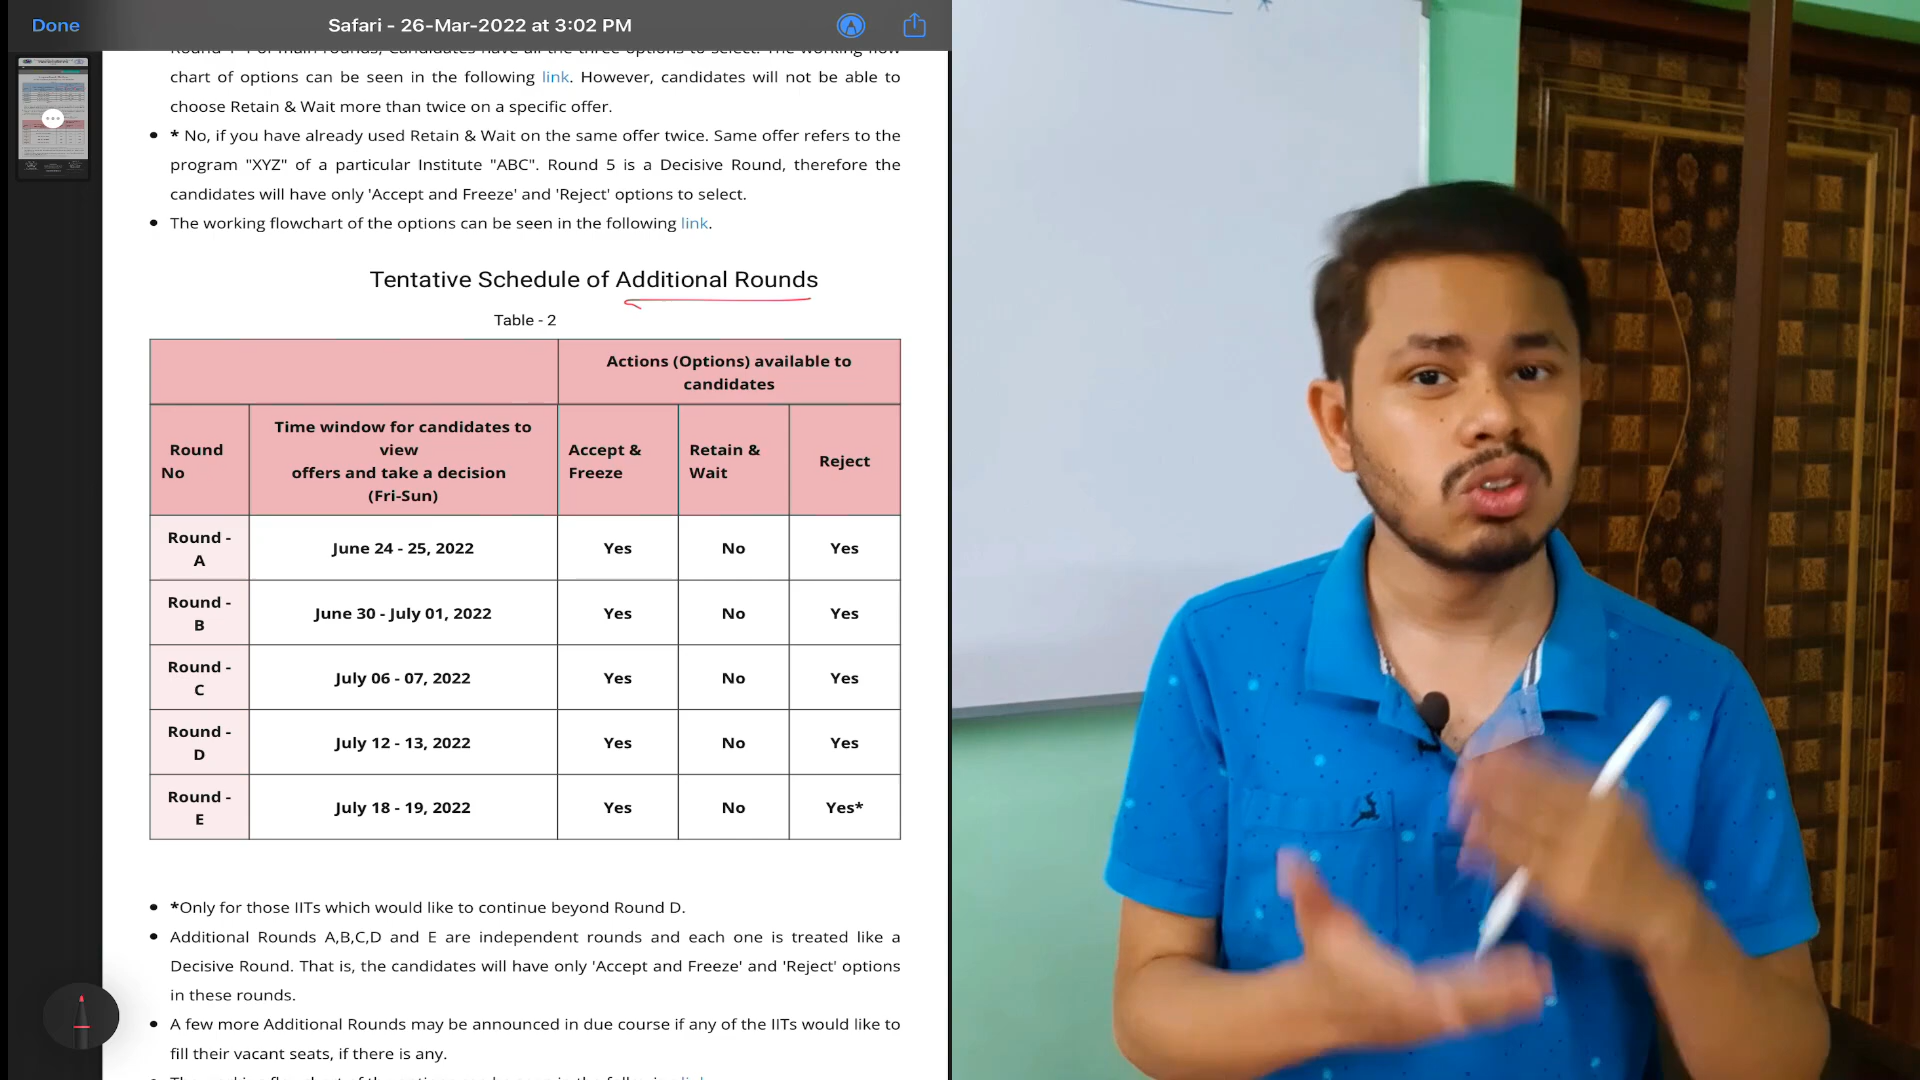 Done
Safari - 26-Mar-2022 at 3:02 PM
chart of options can be seen in the following link. However, candidates will not be able to
choose Retain & Wait more than twice on a specific offer.
* No, if you have already used Retain & Wait on the same offer twice. Same offer refers to the
program "XYZ" of a particular Institute "ABC". Round 5 is a Decisive Round, therefore the
candidates will have only 'Accept and Freeze' and 'Reject' options to select.
The working flowchart of the options can be seen in the following link.
Tentative Schedule of Additional Rounds
Table - 2
Actions (Options) available to
candidates
Round
No
Time window for candidates to
view
offers and take a decision
(Fri-Sun)
Accept &
Freeze
Retain &
Wait
Reject
Round -
A
June 24 - 25, 2022
Yes
No
Yes
Round -
B
June 30 - July 01, 2022
Yes
No
Yes
Round -
C
July 06 - 07, 2022
Yes
No
Yes
Round -
D
July 12 - 13, 2022
Yes
No
Yes
Round -
E
July 18 - 19, 2022
Yes
No
Yes*
*Only for those IITs which would like to continue beyond Round D.
Additional Rounds A,B,C,D and E are independent rounds and each one is treated like a
Decisive Round. That is, the candidates will have only 'Accept and Freeze' and 'Reject' options
in these rounds.
A few more Additional Rounds may be announced in due course if any of the IITs would like to
fill their vacant seats, if there is any.